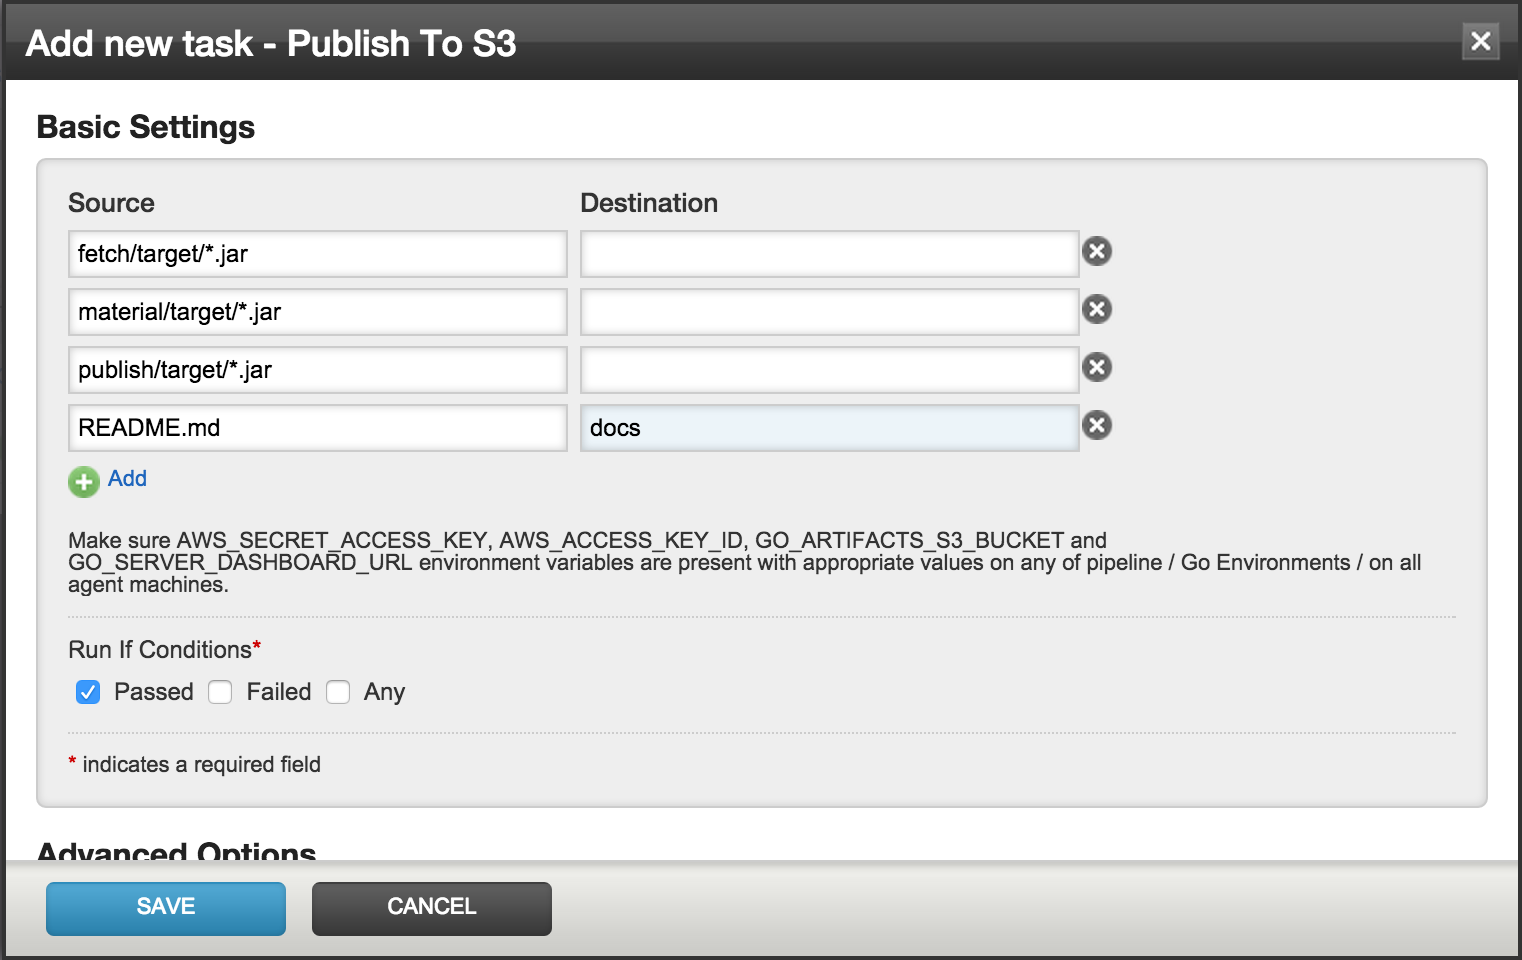 Add new task - Publish To S3
Basic Settings
Source Destination
fetch/target/*.jar
material/target/*.jar
publish/target/*.jar
README.md docs
Add
Make sure AWS_SECRET_ACCESS_KEY, AWS_ACCESS_KEY_ID, GO_ARTIFACTS_S3_BUCKET and
GO_SERVER_DASHBOARD_URL environment variables are present with appropriate values on any of pipeline / Go Environments / on all
agent machines.
Run If Conditions*
Passed Failed Any
* indicates a required field
Advanced Options
SAVE CANCEL